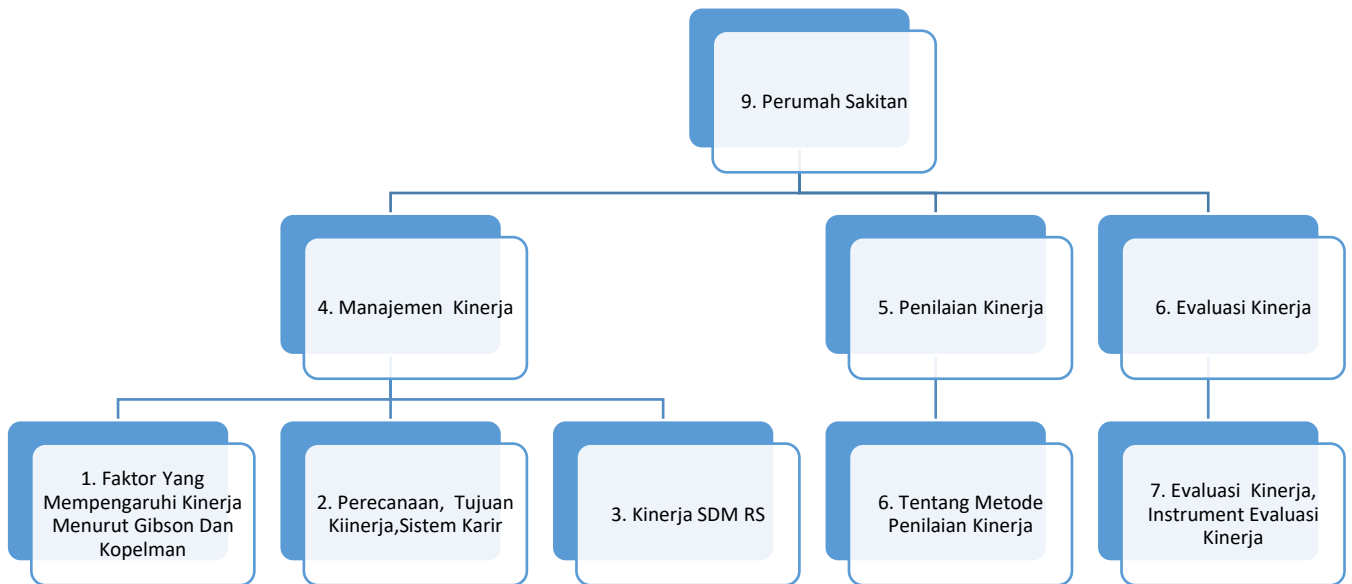 9. Perumah Sakitan
4. Manajemen Kinerja
5. Penilaian Kinerja
6. Evaluasi Kinerja
1. Faktor Yang
Mempengaruhi Kinerja
Menurut Gibson Dan
Kopelman
2. Perecanaan, Tujuan
Kiinerja,Sistem Karir
3. Kinerja SDM RS
6. Tentang Metode
Penilaian Kinerja
7. Evaluasi Kinerja,
Instrument Evaluasi
Kinerja